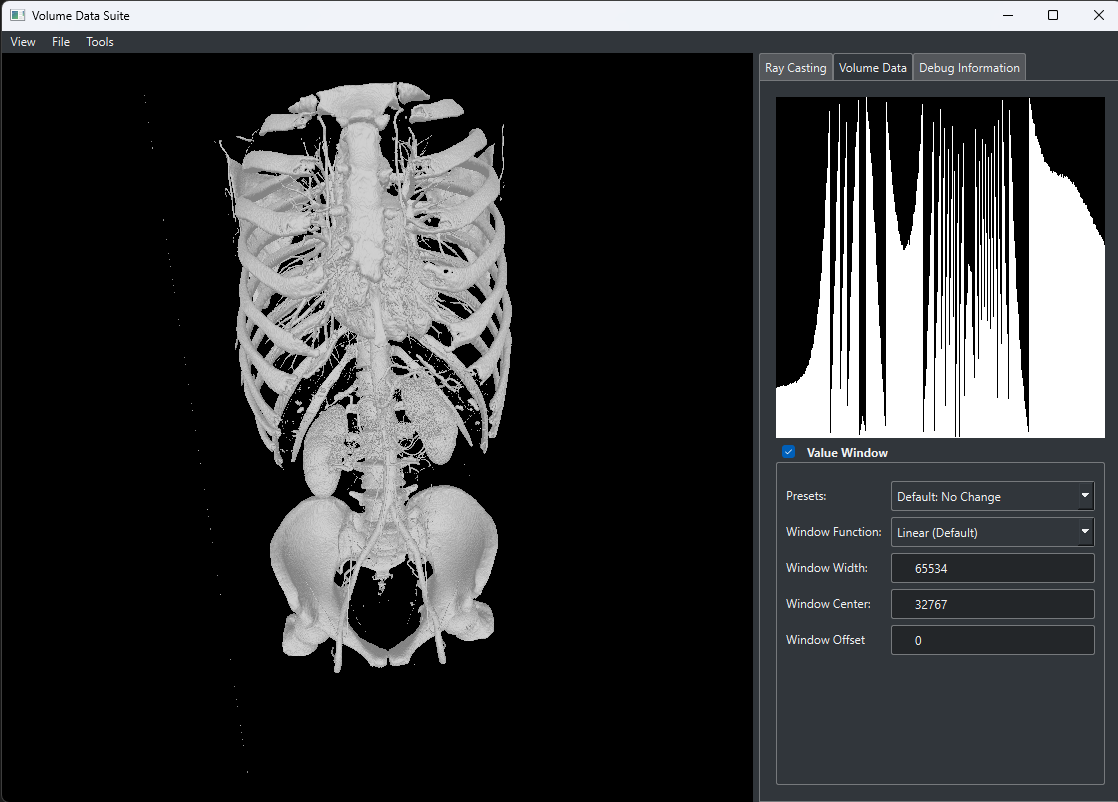 Volume Data Suite
View File Tools
Ray Casting Volume Data Debug Information
Value Window
Presets: Default: No Change
Window Function: Linear (Default)
Window Width: 65534
Window Center: 32767
Window Offset 0